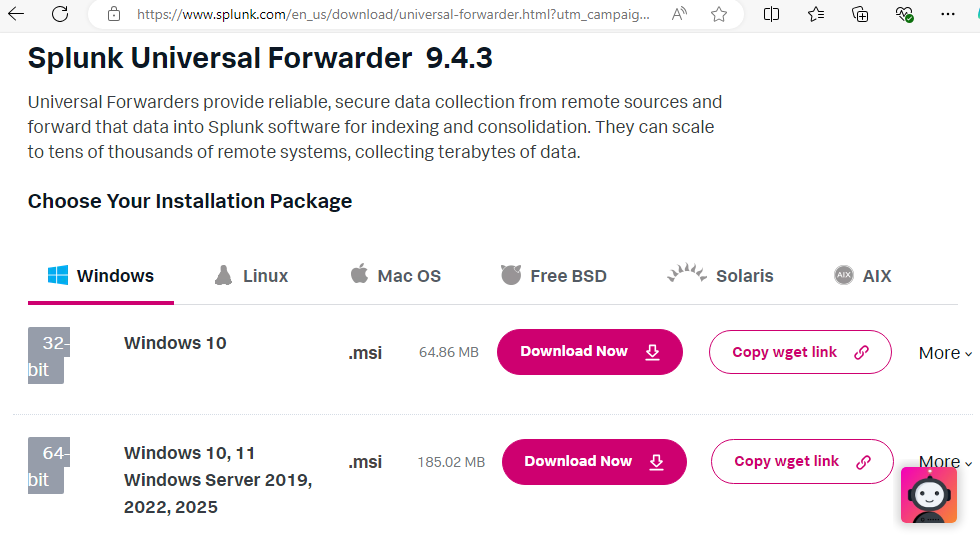 https://www.splunk.com/en_us/download/universal-forwarder.html?utm_campaig...
Splunk Universal Forwarder 9.4.3
Universal Forwarders provide reliable, secure data collection from remote sources and
forward that data into Splunk software for indexing and consolidation. They can scale
to tens of thousands of remote systems, collecting terabytes of data.
Choose Your Installation Package
Windows Linux Mac OS Free BSD Solaris AIX AIX
32-
bit
Windows 10
.msi 64.86 MB Download Now Copy wget link More
64-
bit
Windows 10, 11
Windows Server 2019,
2022, 2025
.msi 185.02 MB Download Now Copy wget link More